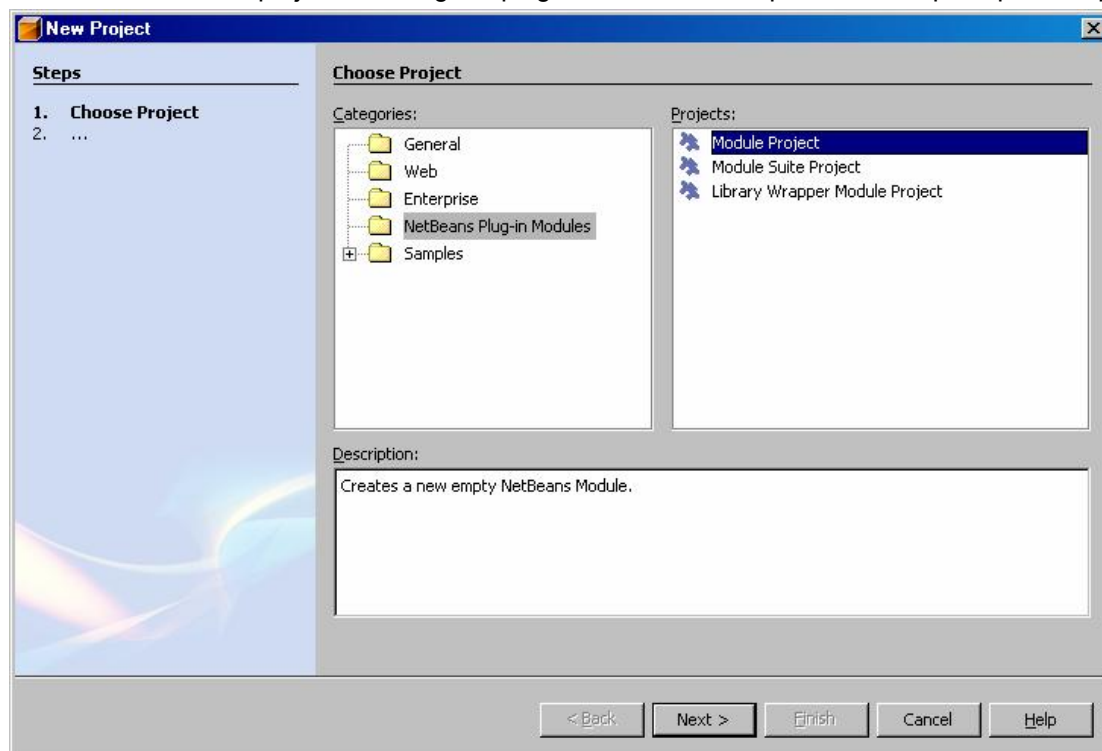 New Project
Steps
1. Choose Project
2. ...
Choose Project
Categories:
General
Web
Enterprise
NetBeans Plug-in Modules
Samples
Projects:
Module Project
Module Suite Project
Library Wrapper Module Project
Description:
Creates a new empty NetBeans Module.
< Back
Next >
Finish
Cancel
Help